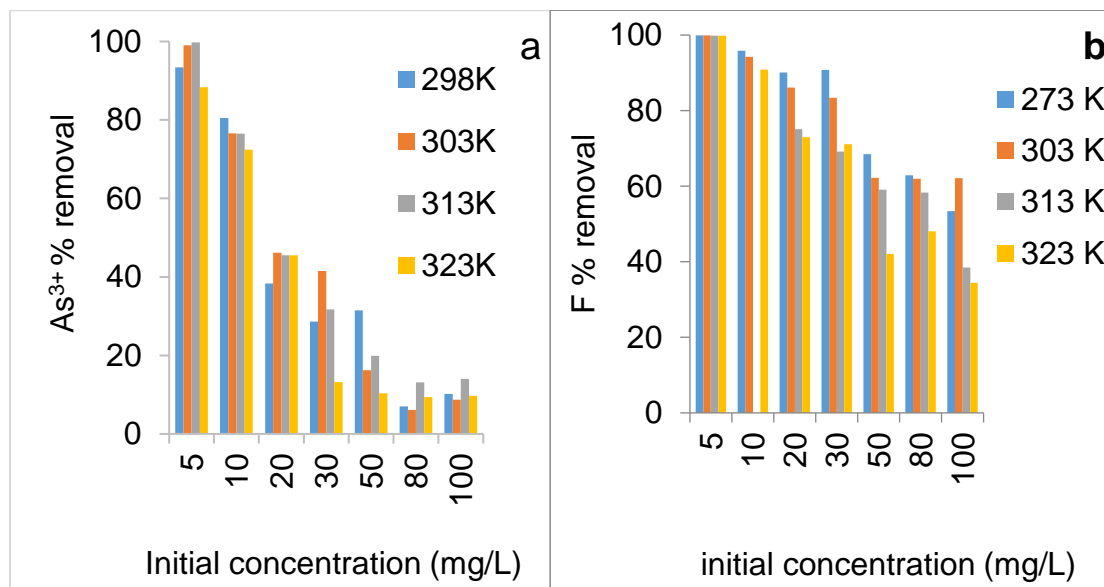 a
As³⁺ % removal
100
80
60
40
20
0
298K
303K
313K
323K
5
10
20
30
50
80
100
Initial concentration (mg/L)
b
F % removal
100
80
60
40
20
0
273 K
303 K
313 K
323 K
5
10
20
30
50
80
100
initial concentration (mg/L)